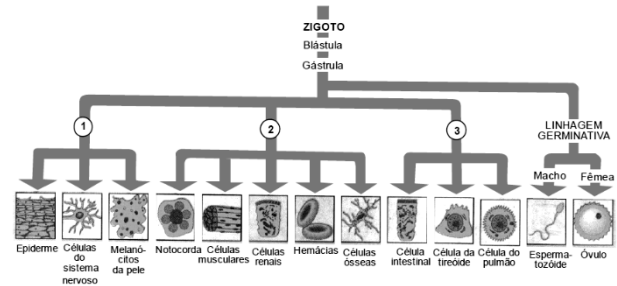 ZIGOTO
Blástula
Gástrula
1
2
3
LINHAGEM
GERMINATIVA
Macho
Fêmea
Epiderme
Células
do
sistema
nervoso
Melanó-
citos
da pele
Notocorda
Células
musculares
Células
renais
Hemácias
Células
ósseas
Célula
intestinal
Célula da
tireóide
Célula do
pulmão
Esperma-
tozóide
Óvulo